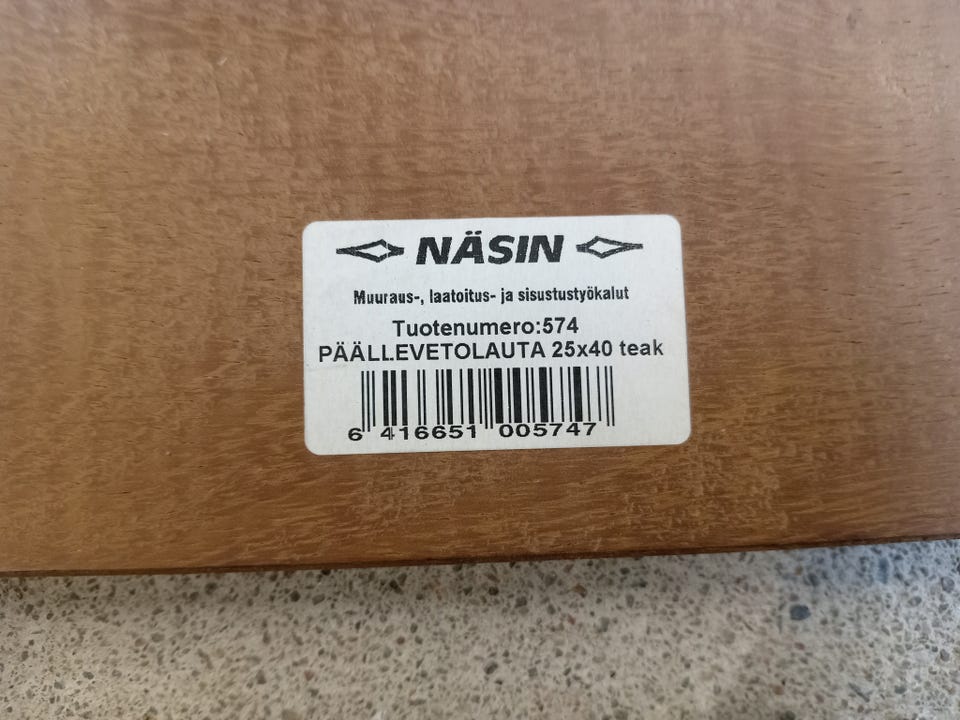 NÄSIN
Muuraus-, laatoitus- ja sisustustyökalut
Tuotenumero:574
PÄÄLLEVETOLAUTA 25x40 teak
6 416651 005747